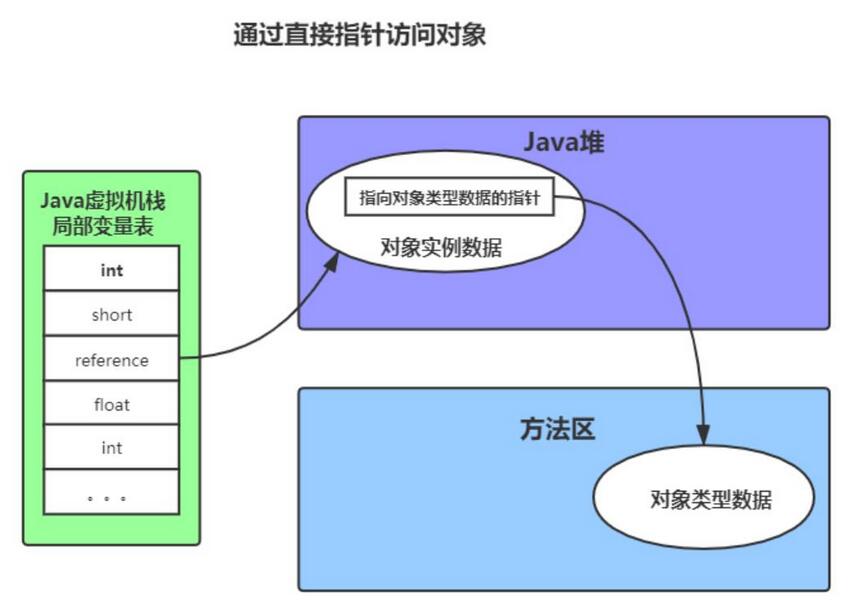 通过直接指针访问对象
Java虚拟机栈
局部变量表
int
short
reference
float
int
。。。
Java堆
指向对象类型数据的指针
对象实例数据
方法区
对象类型数据